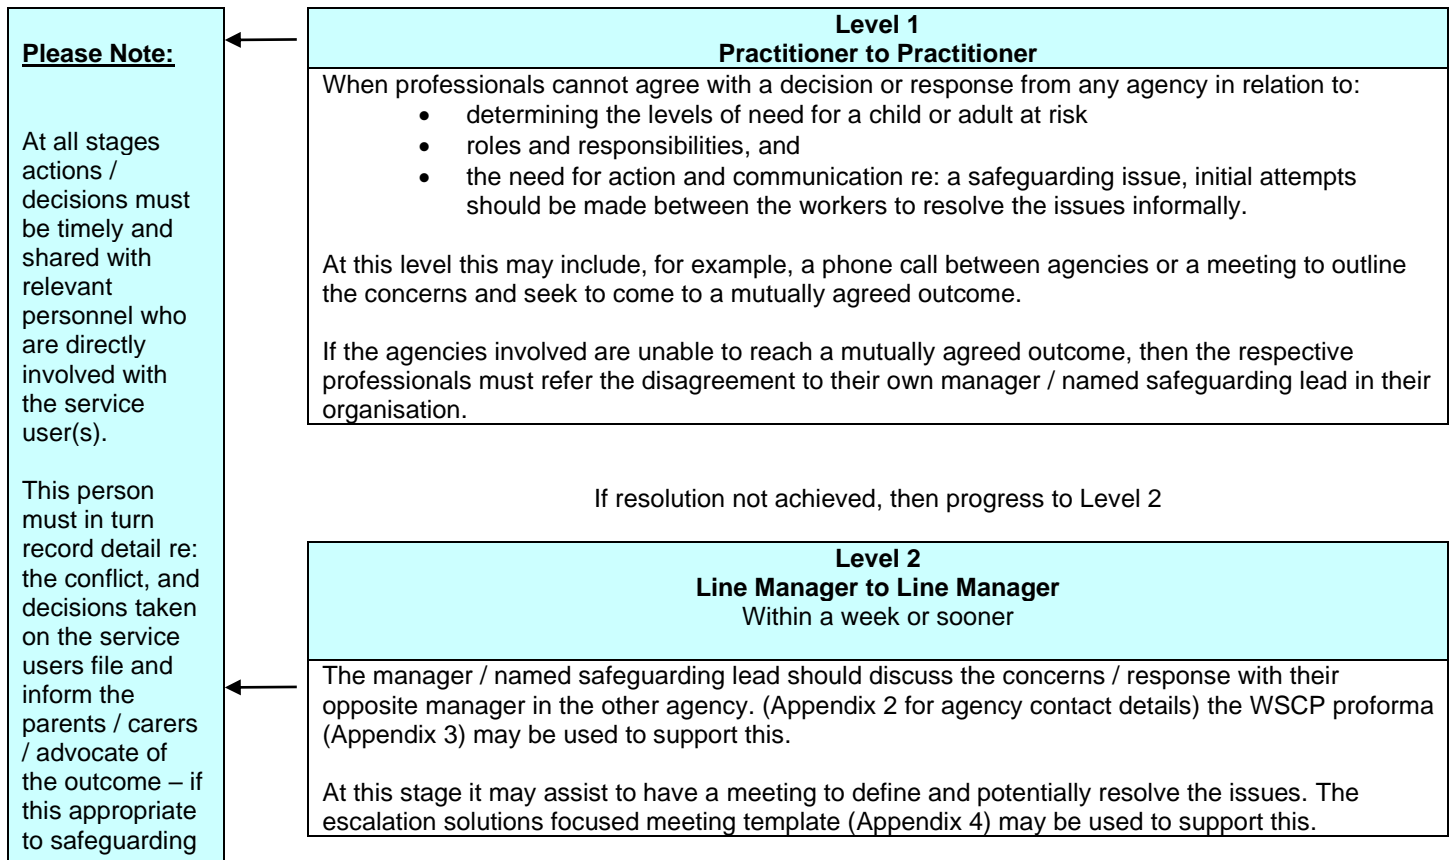 Please Note:
At all stages
actions /
decisions must
be timely and
shared with
relevant
personnel who
are directly
involved with
the service
user(s).
This person
must in turn
record detail re:
the conflict, and
decisions taken
on the service
users file and
inform the
parents / carers
/ advocate of
the outcome – if
this appropriate
to safeguarding
Level 1
Practitioner to Practitioner
When professionals cannot agree with a decision or response from any agency in relation to:
• determining the levels of need for a child or adult at risk
• roles and responsibilities, and
• the need for action and communication re: a safeguarding issue, initial attempts
should be made between the workers to resolve the issues informally.
At this level this may include, for example, a phone call between agencies or a meeting to outline
the concerns and seek to come to a mutually agreed outcome.
If the agencies involved are unable to reach a mutually agreed outcome, then the respective
professionals must refer the disagreement to their own manager / named safeguarding lead in their
organisation.
If resolution not achieved, then progress to Level 2
Level 2
Line Manager to Line Manager
Within a week or sooner
The manager / named safeguarding lead should discuss the concerns / response with their
opposite manager in the other agency. (Appendix 2 for agency contact details) the WSCP proforma
(Appendix 3) may be used to support this.
At this stage it may assist to have a meeting to define and potentially resolve the issues. The
escalation solutions focused meeting template (Appendix 4) may be used to support this.